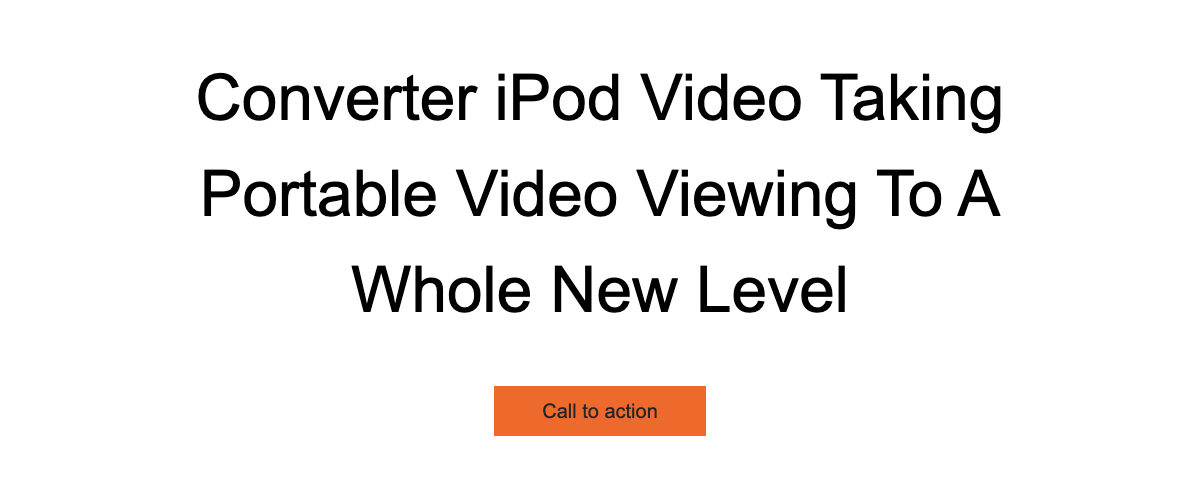 Converter iPod Video Taking
Portable Video Viewing To A
Whole New Level
Call to action